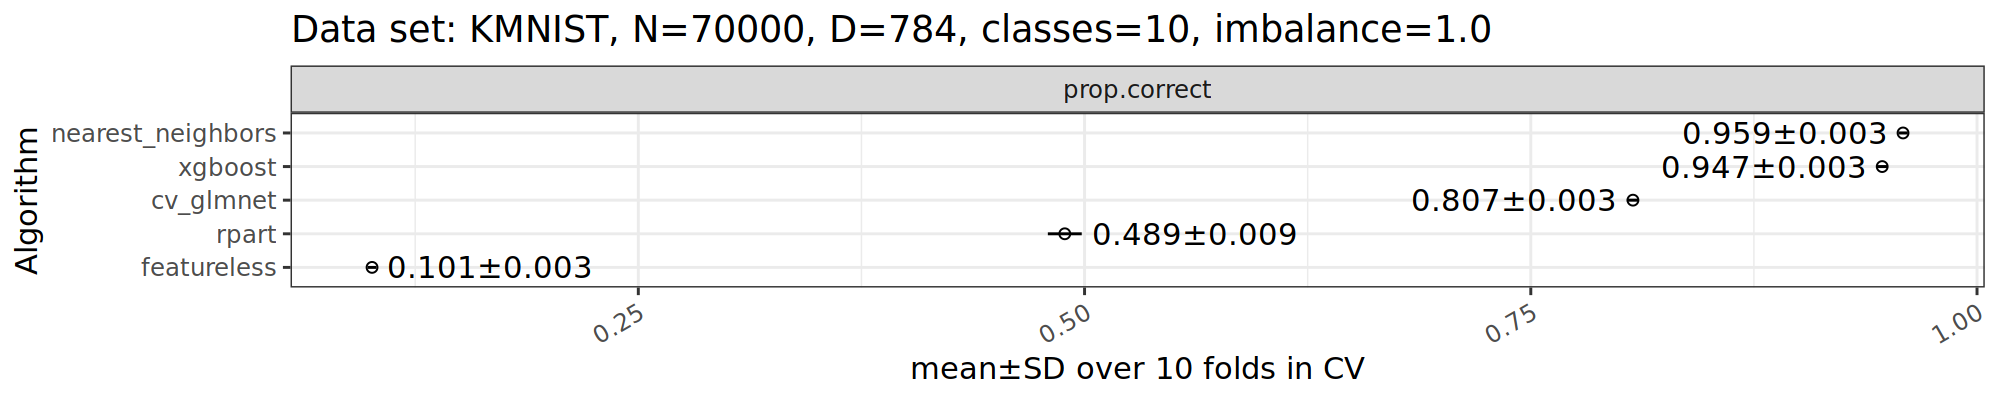 Data set: KMNIST, N=70000, D=784, classes=10, imbalance=1.0
prop.correct
Algorithm
nearest_neighbors 0.959±0.003
xgboost 0.947±0.003
cv_glmnet 0.807±0.003
rpart 0.489±0.009
featureless 0.101±0.003
0.25 0.50 0.75 1.00
mean±SD over 10 folds in CV